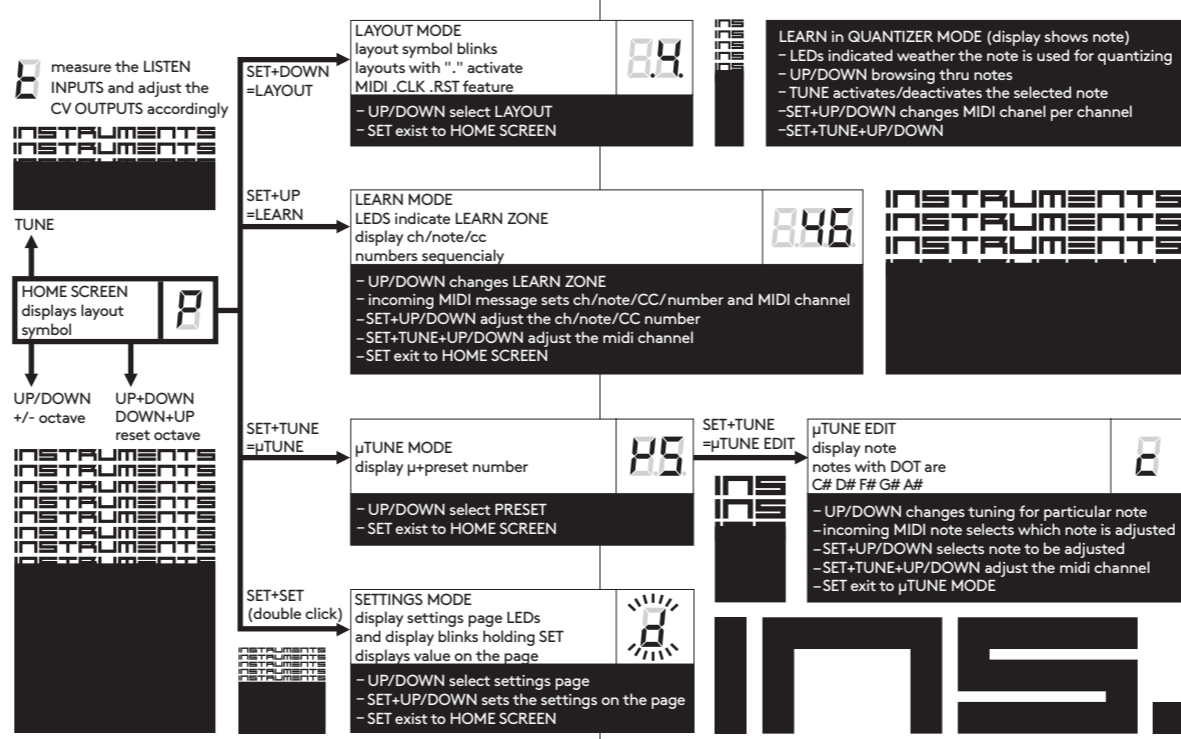 t
measure the LISTEN
INPUTS and adjust the
CV OUTPUTS accordingly
INSTRUMENTS
INSTRUMENTS
TUNE
HOME SCREEN
displays layout
symbol
P
UP/DOWN
+/- octave
UP+DOWN
DOWN+UP
reset octave
INSTRUMENTS
INSTRUMENTS
INSTRUMENTS
INSTRUMENTS
INSTRUMENTS
INSTRUMENTS
INSTRUMENTS
INSTRUMENTS
INSTRUMENTS
SET+DOWN
=LAYOUT
LAYOUT MODE
layout symbol blinks
layouts with "." activate
MIDI .CLK .RST feature
.4.
– UP/DOWN select LAYOUT
– SET exist to HOME SCREEN
INS
INS
INS
INS
INS
LEARN in QUANTIZER MODE (display shows note)
– LEDs indicated weather the note is used for quantizing
– UP/DOWN browsing thru notes
– TUNE activates/deactivates the selected note
–SET+UP/DOWN changes MIDI chanel per channel
–SET+TUNE+UP/DOWN
SET+UP
=LEARN
LEARN MODE
LEDS indicate LEARN ZONE
display ch/note/cc
numbers sequencialy
46
– UP/DOWN changes LEARN ZONE
– incoming MIDI message sets ch/note/CC/number and MIDI channel
–SET+UP/DOWN adjust the ch/note/CC number
–SET+TUNE+UP/DOWN adjust the midi channel
–SET exit to HOME SCREEN
INSTRUMENTS
INSTRUMENTS
INSTRUMENTS
SET+TUNE
=µTUNE
µTUNE MODE
display µ+preset number
µ5
– UP/DOWN select PRESET
– SET exist to HOME SCREEN
SET+TUNE
=µTUNE EDIT
INS
INS
µTUNE EDIT
display note
notes with DOT are
C# D# F# G# A#
c
– UP/DOWN changes tuning for particular note
–incoming MIDI note selects which note is adjusted
–SET+UP/DOWN selects note to be adjusted
–SET+TUNE+UP/DOWN adjust the midi channel
–SET exit to µTUNE MODE
SET+SET
(double click)
SETTINGS MODE
display settings page LEDs
and display blinks holding SET
displays value on the page
d
– UP/DOWN select settings page
– SET+UP/DOWN sets the settings on the page
– SET exist to HOME SCREEN
INSTRUMENTS
INSTRUMENTS
INSTRUMENTS
INSTRUMENTS
INS.